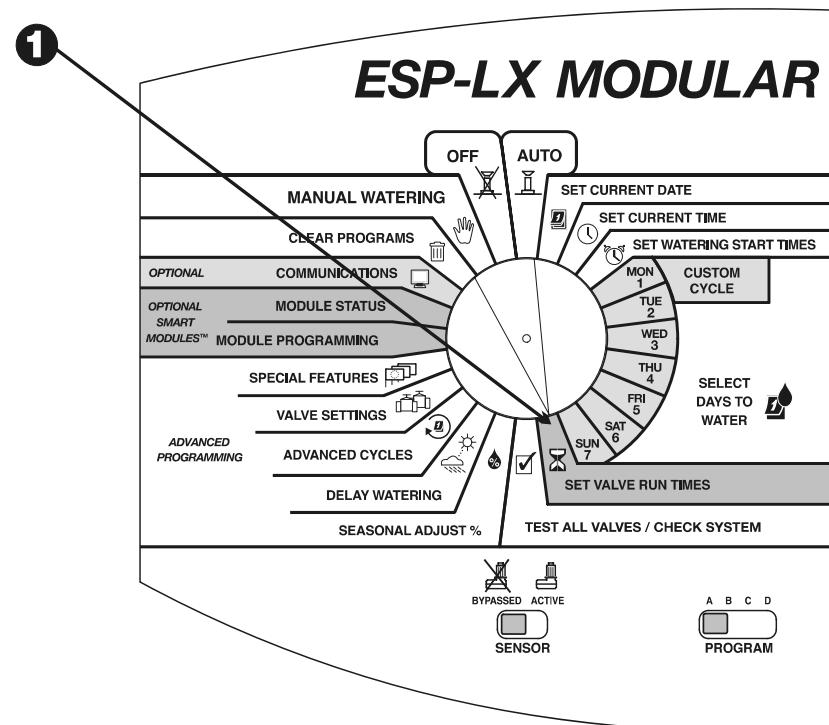 1
ESP-LX MODULAR
OFF
AUTO
MANUAL WATERING
SET CURRENT DATE
CLEAR PROGRAMS
SET CURRENT TIME
SET WATERING START TIMES
OPTIONAL
COMMUNICATIONS
MON
1
CUSTOM
CYCLE
OPTIONAL
SMART
MODULES™
MODULE STATUS
MODULE PROGRAMMING
TUE
2
WED
3
THU
4
FRI
5
SAT
6
SUN
7
SELECT
DAYS TO
WATER
SPECIAL FEATURES
VALVE SETTINGS
ADVANCED
PROGRAMMING
ADVANCED CYCLES
DELAY WATERING
SEASONAL ADJUST %
%
SET VALVE RUN TIMES
TEST ALL VALVES / CHECK SYSTEM
BYPASSED ACTIVE
SENSOR
A B C D
PROGRAM